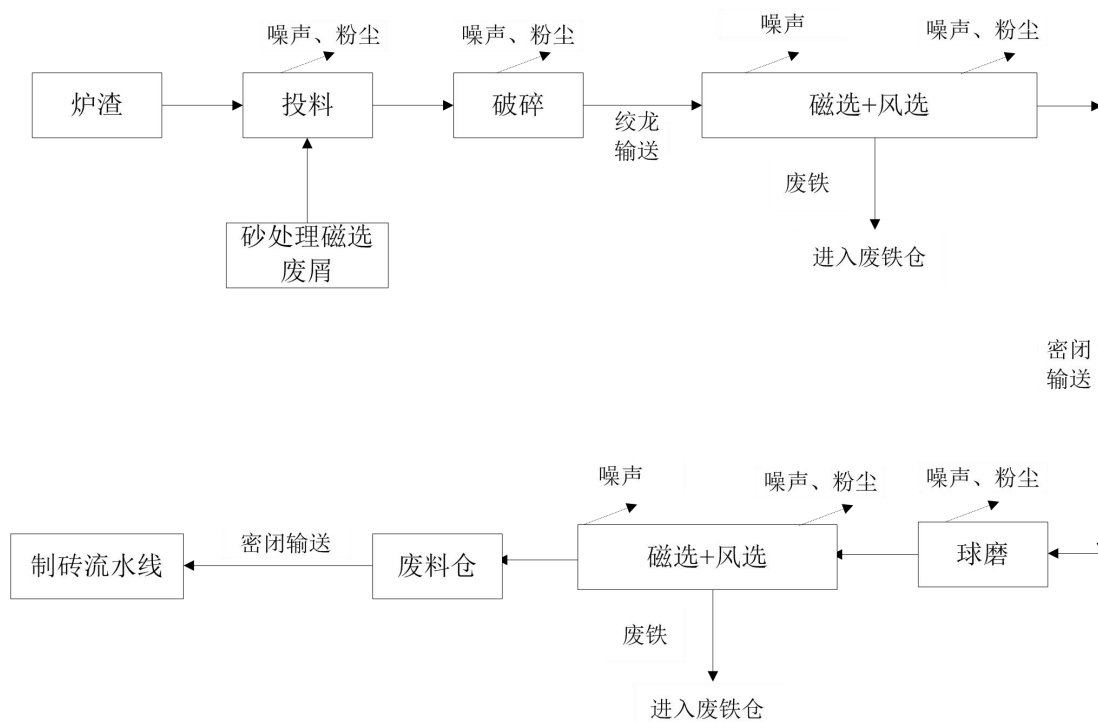 噪声、粉尘
噪声、粉尘
噪声
噪声、粉尘
炉渣
投料
破碎
绞龙
输送
磁选+风选
废铁
砂处理磁选
废屑
进入废铁仓
密闭
输送
噪声
噪声、粉尘
噪声、粉尘
制砖流水线
密闭输送
废料仓
磁选+风选
球磨
废铁
进入废铁仓